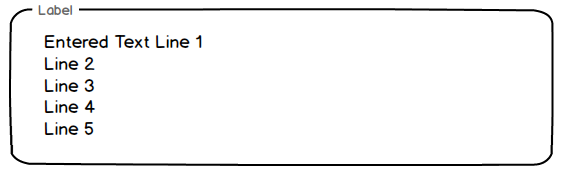 Label
Entered Text Line 1
Line 2
Line 3
Line 4
Line 5